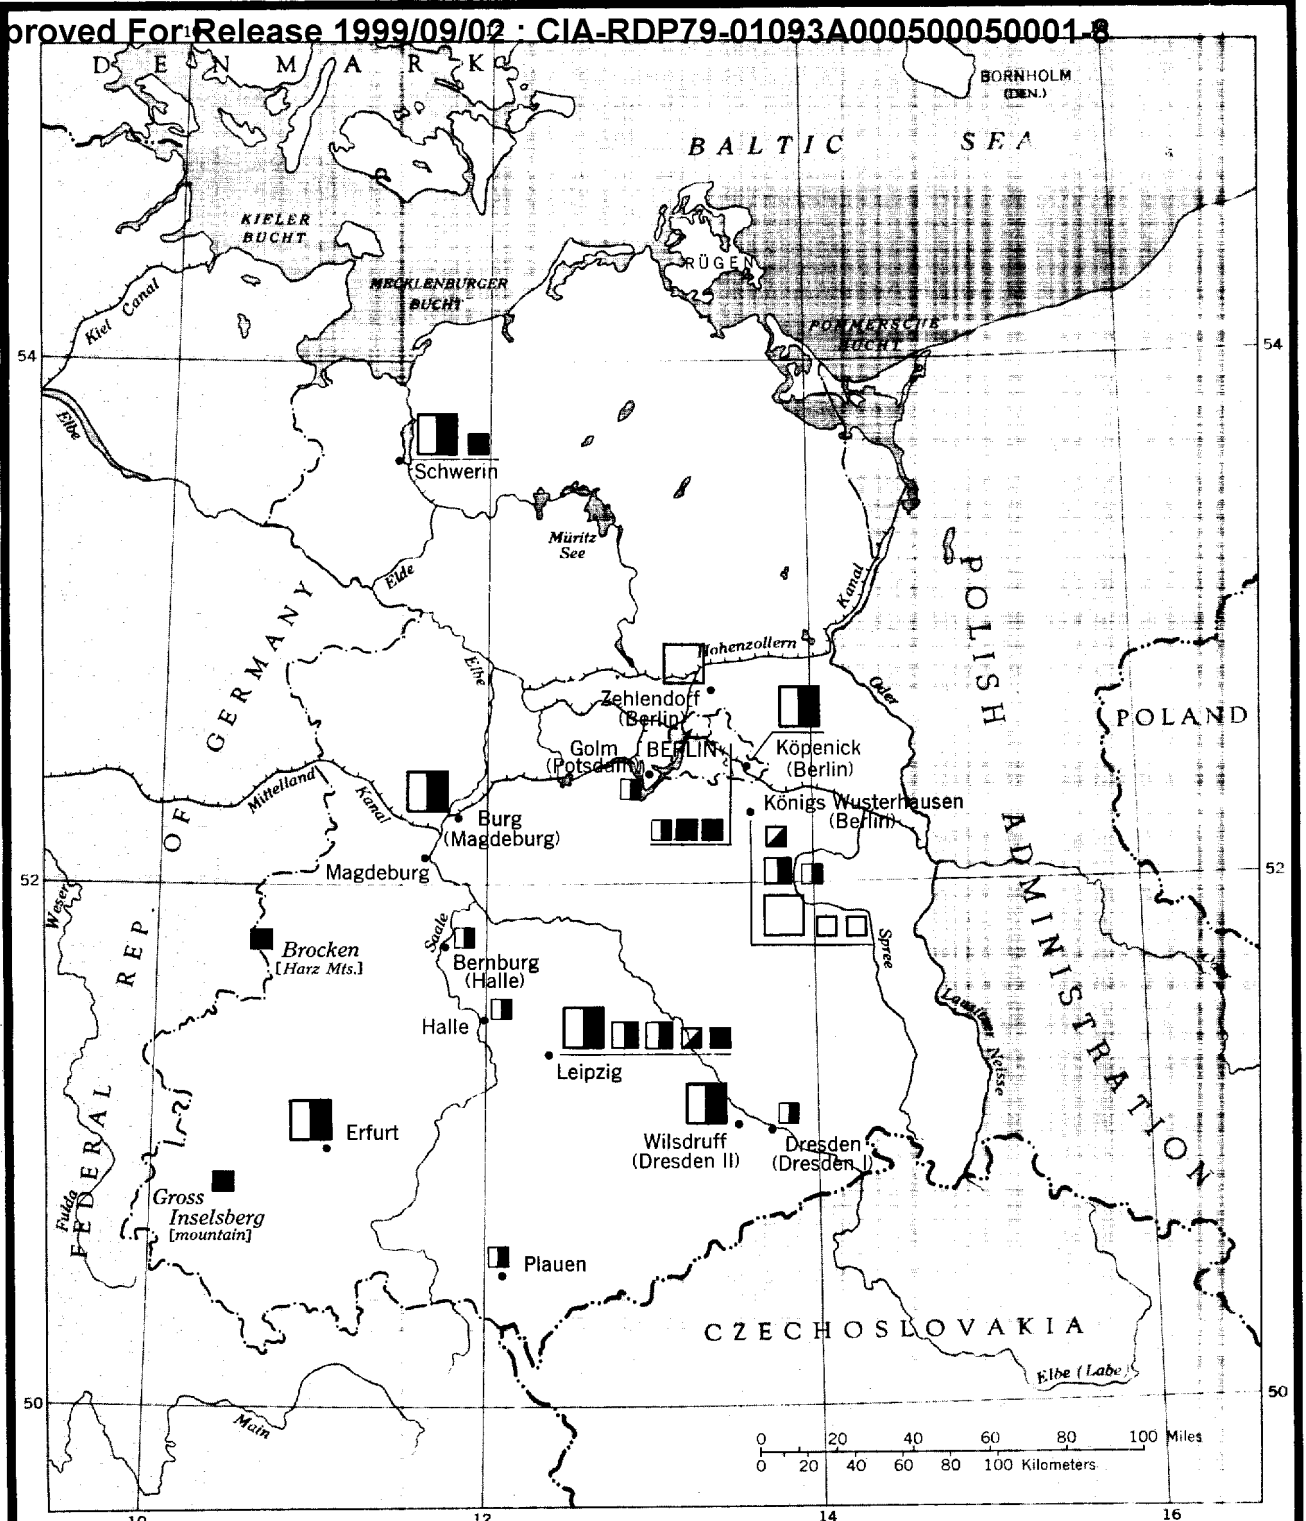 proved For Release 1999/09/02 : CIA-RDP79-01093A000500050001-8
DENMARK
BORNHOLM
(DEN.)
BALTIC SEA
KIELER
BUCHT
RÜGEN
MECKLENBURGER
BUCHT
Kiel Canal
POMMERSCHE
BUCHT
54
54
Elbe
Schwerin
Müritz
See
Elde
Kanal
Hohenzollern
Elbe
Oder
Zehlendorf
(Berlin)
POLAND
Golm
(Potsdam)
BERLIN
Köpenick
(Berlin)
Mittelland
Kanal
Burg
(Magdeburg)
Königs Wusterhausen
(Berlin)
Magdeburg
52
52
Weser
Saale
Spree
Brocken
[Harz Mts.]
Bernburg
(Halle)
Halle
Lausitzer Neisse
Leipzig
Erfurt
Wilsdruff
(Dresden II)
Dresden
(Dresden I)
Gross
Inselsberg
[mountain]
Fulda
FEDERAL REP. OF GERMANY
POLISH ADMINISTRATION
Plauen
CZECHOSLOVAKIA
Elbe (Labe)
50
50
Main
0 20 40 60 80 100 Miles
0 20 40 60 80 100 Kilometers
10
12
14
16